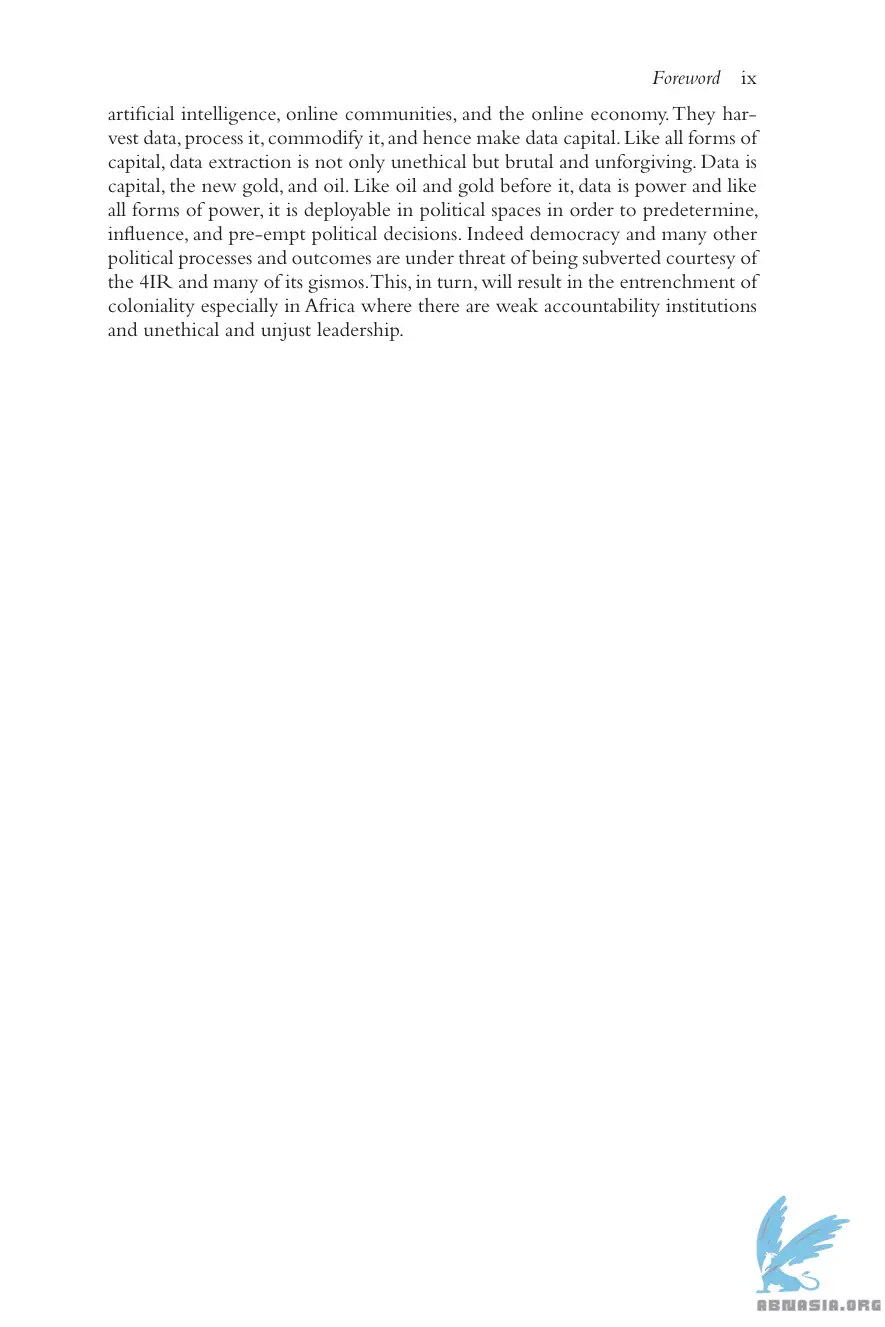 Foreword ix
artificial intelligence, online communities, and the online economy. They har-
vest data, process it, commodify it, and hence make data capital. Like all forms of
capital, data extraction is not only unethical but brutal and unforgiving. Data is
capital, the new gold, and oil. Like oil and gold before it, data is power and like
all forms of power, it is deployable in political spaces in order to predetermine,
influence, and pre-empt political decisions. Indeed democracy and many other
political processes and outcomes are under threat of being subverted courtesy of
the 4IR and many of its gismos. This, in turn, will result in the entrenchment of
coloniality especially in Africa where there are weak accountability institutions
and unethical and unjust leadership.
ABNASIA.ORG